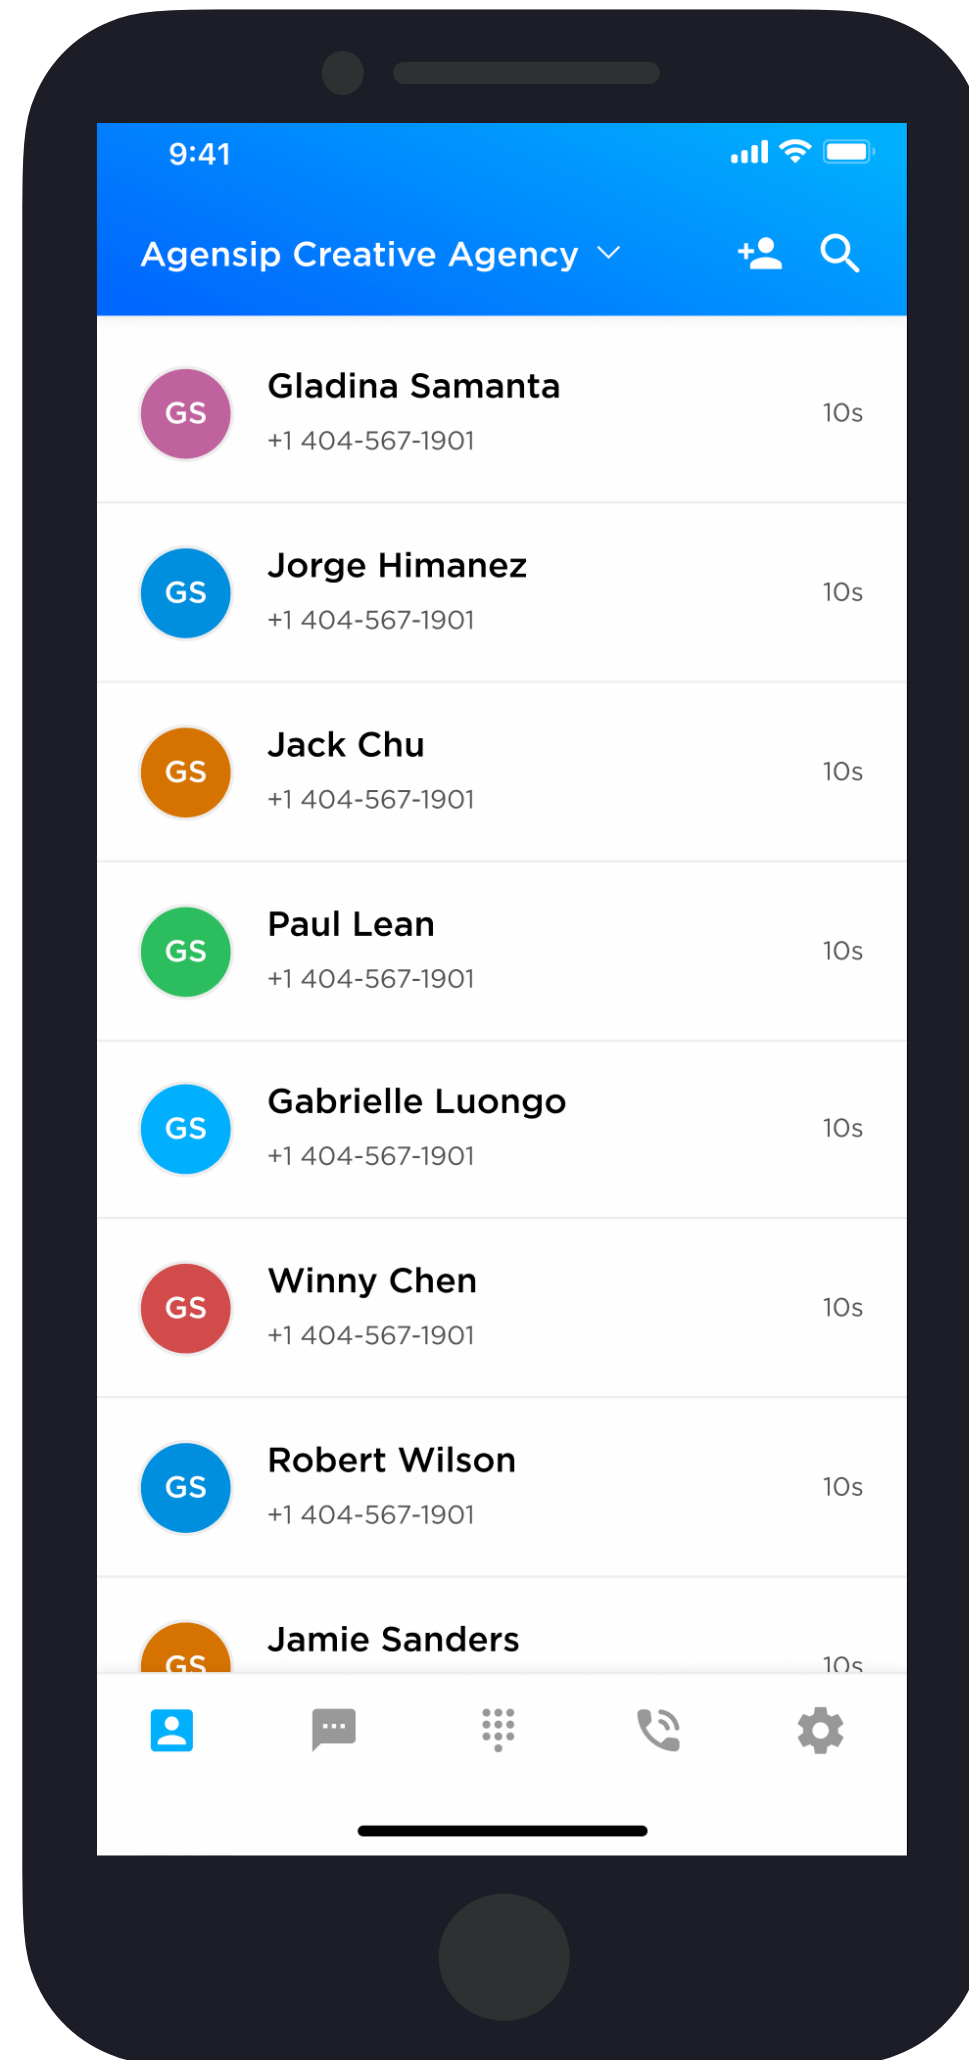 9:41
Agensip Creative Agency
GS
Gladina Samanta
+1 404-567-1901
10s
GS
Jorge Himanez
+1 404-567-1901
10s
GS
Jack Chu
+1 404-567-1901
10s
GS
Paul Lean
+1 404-567-1901
10s
GS
Gabrielle Luongo
+1 404-567-1901
10s
GS
Winny Chen
+1 404-567-1901
10s
GS
Robert Wilson
+1 404-567-1901
10s
GS
Jamie Sanders
10s